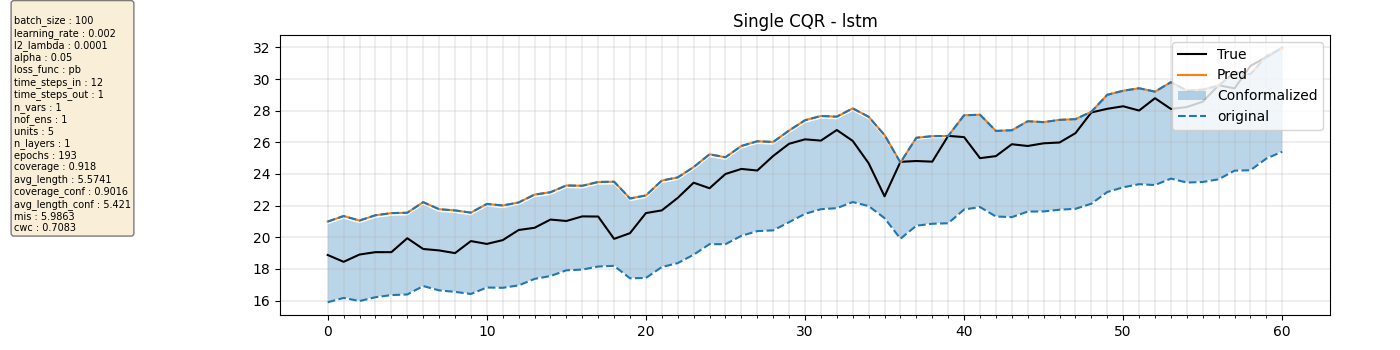 batch_size : 100
learning_rate : 0.002
l2_lambda : 0.0001
alpha : 0.05
loss_func : pb
time_steps_in : 12
time_steps_out : 1
n_vars : 1
nof_ens : 1
units : 5
n_layers : 1
epochs : 193
coverage : 0.918
avg_length : 5.5741
coverage_conf : 0.9016
avg_length_conf : 5.421
mis : 5.9863
cwc : 0.7083
Single CQR - lstm
32
30
28
26
24
22
20
18
16
0 10 20 30 40 50 60
True
Pred
Conformalized
original